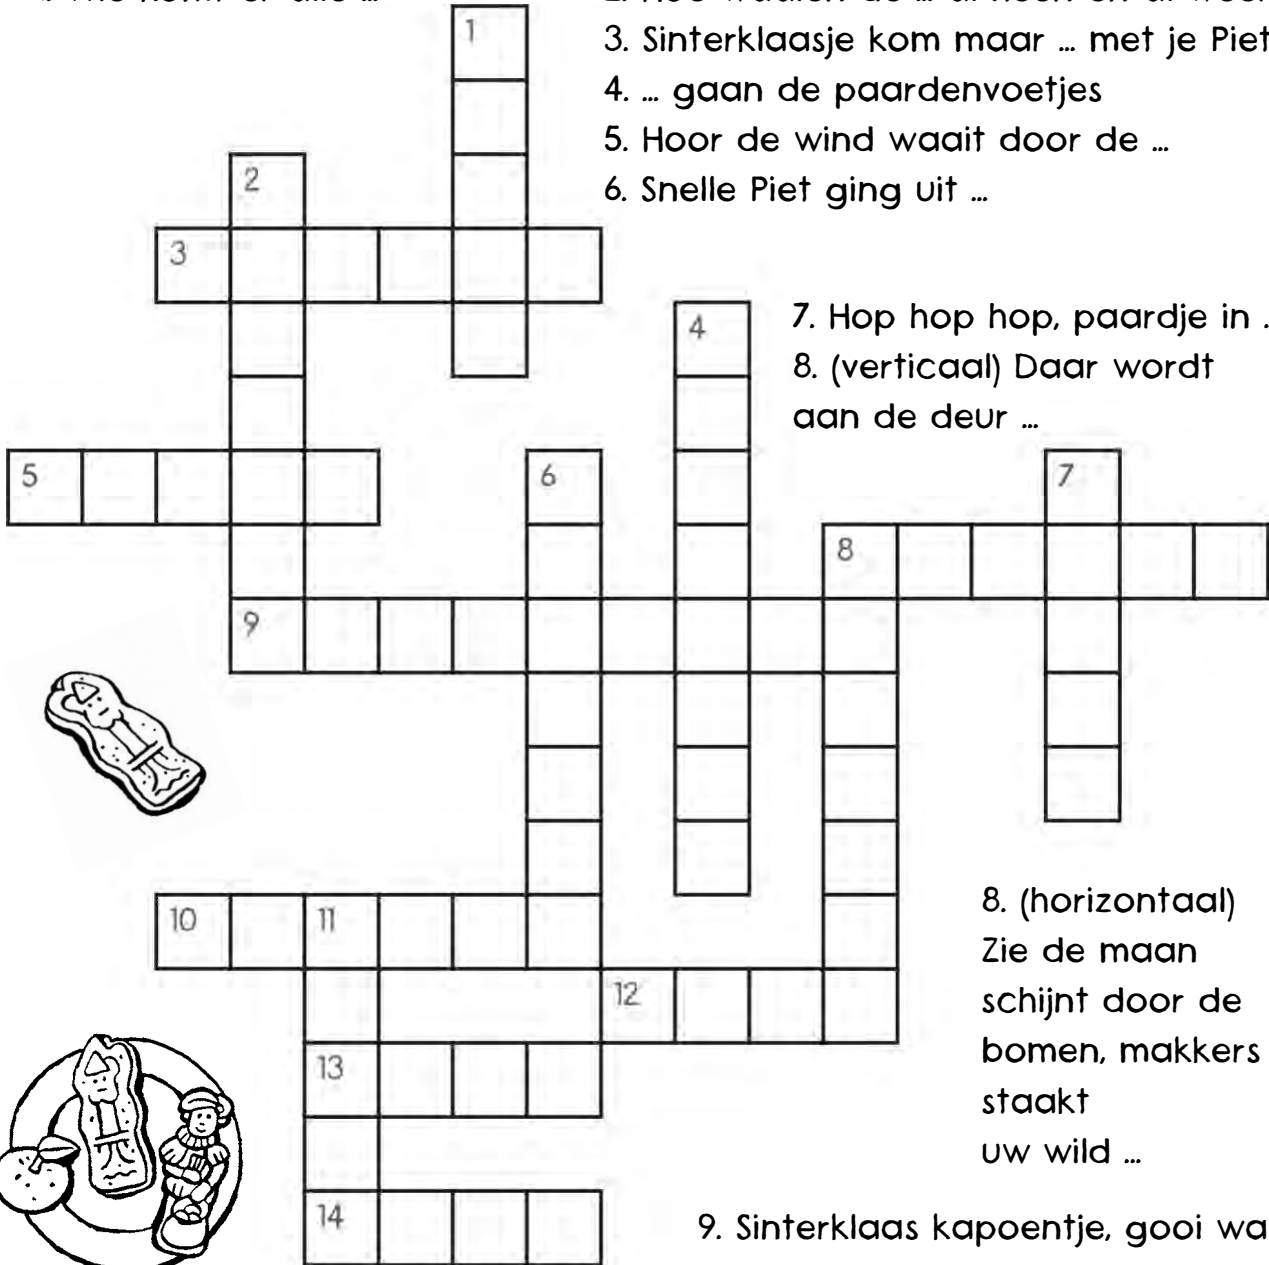 3. Sinterklaasje kom maar ... met je Piet
4. ... gaan de paardenvoetjes
5. Hoor de wind waait door de ...
6. Snelle Piet ging uit ...
7. Hop hop hop, paardje in .
8. (verticaal) Daar wordt
aan de deur ...
8. (horizontaal)
Zie de maan
schijnt door de
bomen, makkers
staakt
uw wild ...
9. Sinterklaas kapoentje, gooi wa
1
2
3
4
5
6
7
8
9
10
11
12
13
14